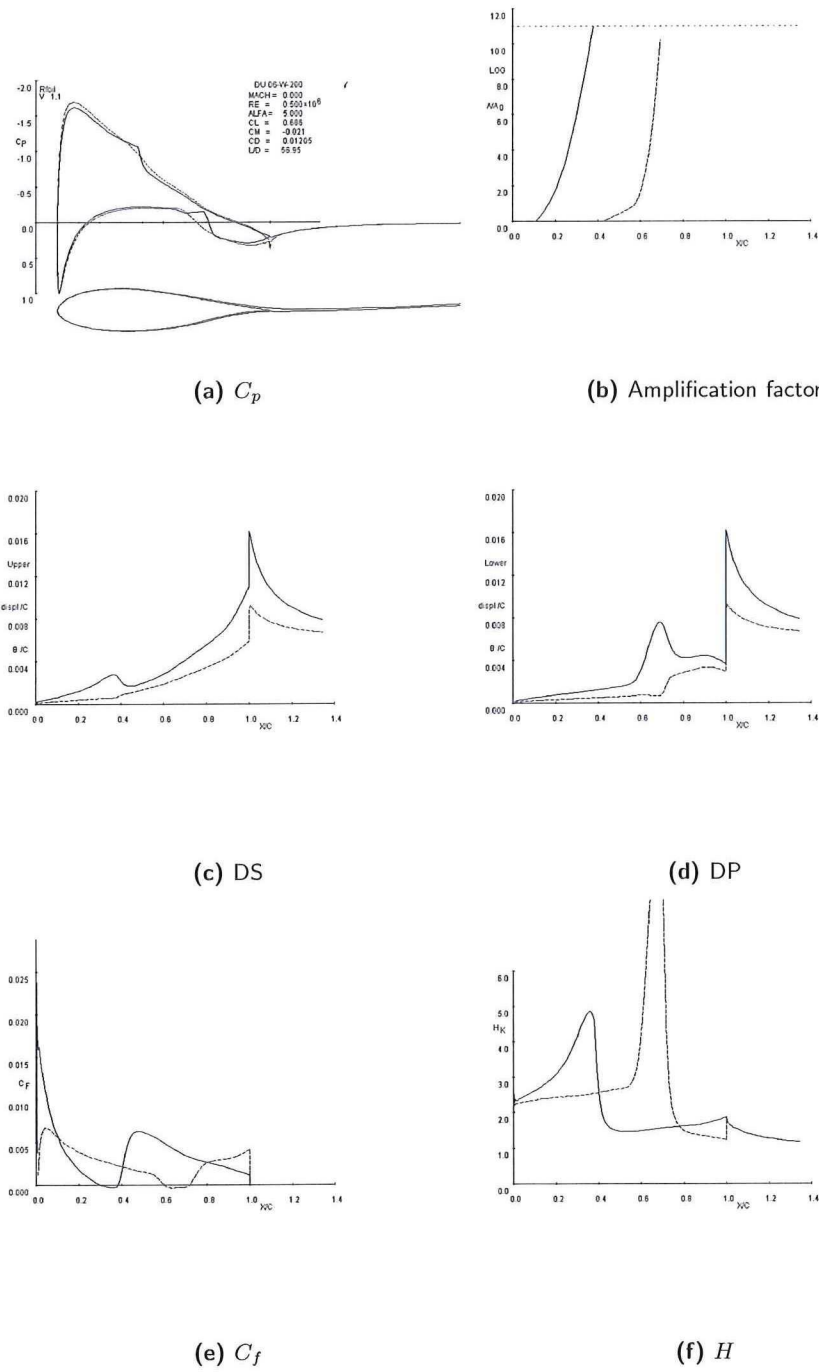 -2.0
-1.5
-1.0
-0.5
0.0
0.5
1.0
CP
Rfoil
V 1.1
DU 06-W-200
MACH = 0.000
RE = 0.500×10^6
ALFA = 5.000
CL = 0.686
CM = -0.021
CD = 0.01205
L/D = 56.95
(a) Cp
12.0
10.0
LOG
8.0
A/A0
6.0
4.0
2.0
0.0
0.0 0.2 0.4 0.6 0.8 1.0 1.2 1.4
X/C
(b) Amplification factor
0.020
0.016
Upper
0.012
displ/C
0.008
θ/C
0.004
0.000
0.0 0.2 0.4 0.6 0.8 1.0 1.2 1.4
X/C
(c) DS
0.020
0.016
Lower
0.012
displ/C
0.008
θ/C
0.004
0.000
0.0 0.2 0.4 0.6 0.8 1.0 1.2 1.4
X/C
(d) DP
0.025
0.020
0.015
CF
0.010
0.005
0.000
0.0 0.2 0.4 0.6 0.8 1.0 1.2 1.4
X/C
(e) Cf
6.0
5.0
HK
4.0
3.0
2.0
1.0
0.0
0.0 0.2 0.4 0.6 0.8 1.0 1.2 1.4
X/C
(f) H